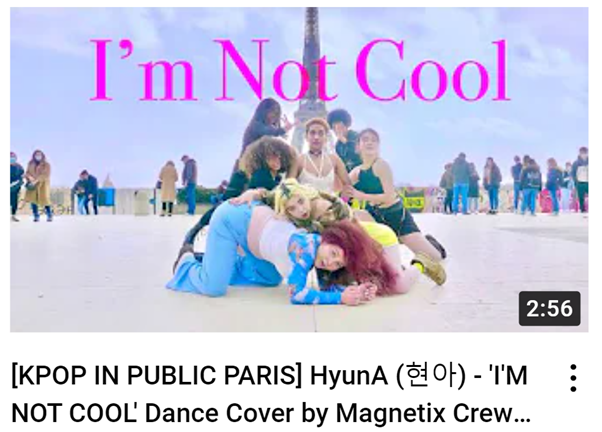 I'm Not Cool
2:56
[KPOP IN PUBLIC PARIS] HyunA (현아) - 'I'M
NOT COOL' Dance Cover by Magnetix Crew...